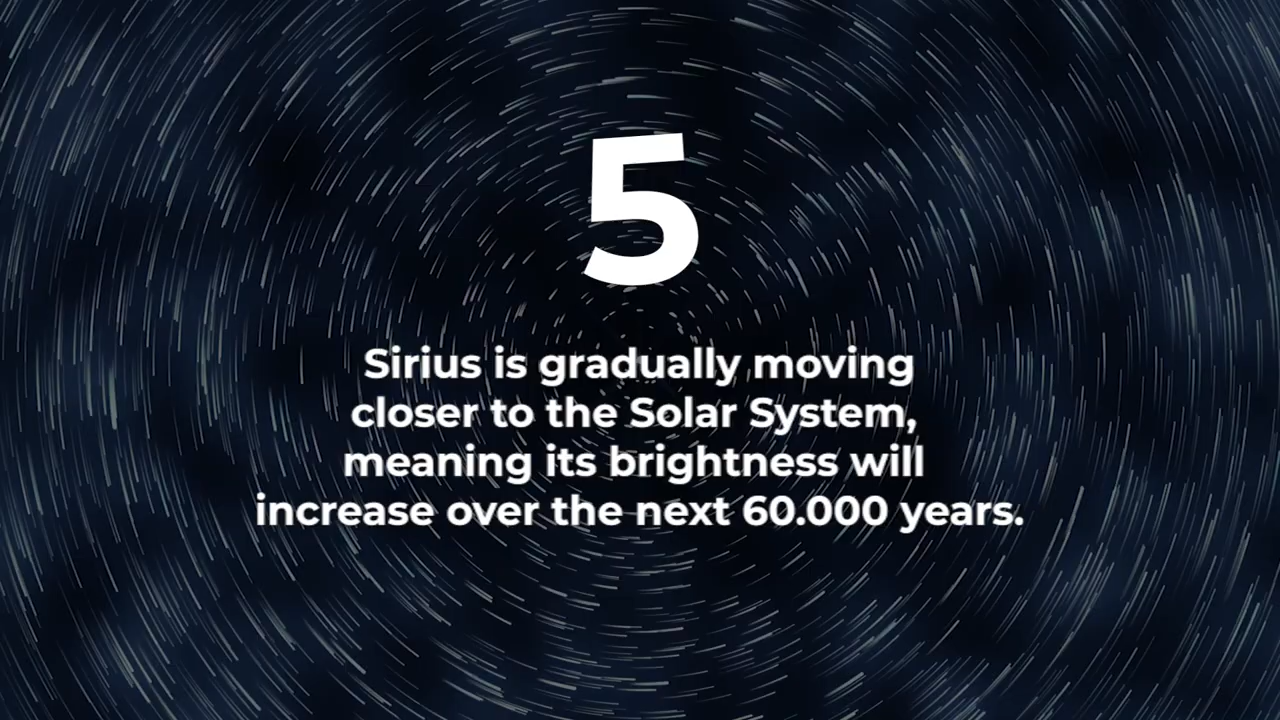 5
Sirius is gradually moving
closer to the Solar System,
meaning its brightness will
increase over the next 60.000 years.